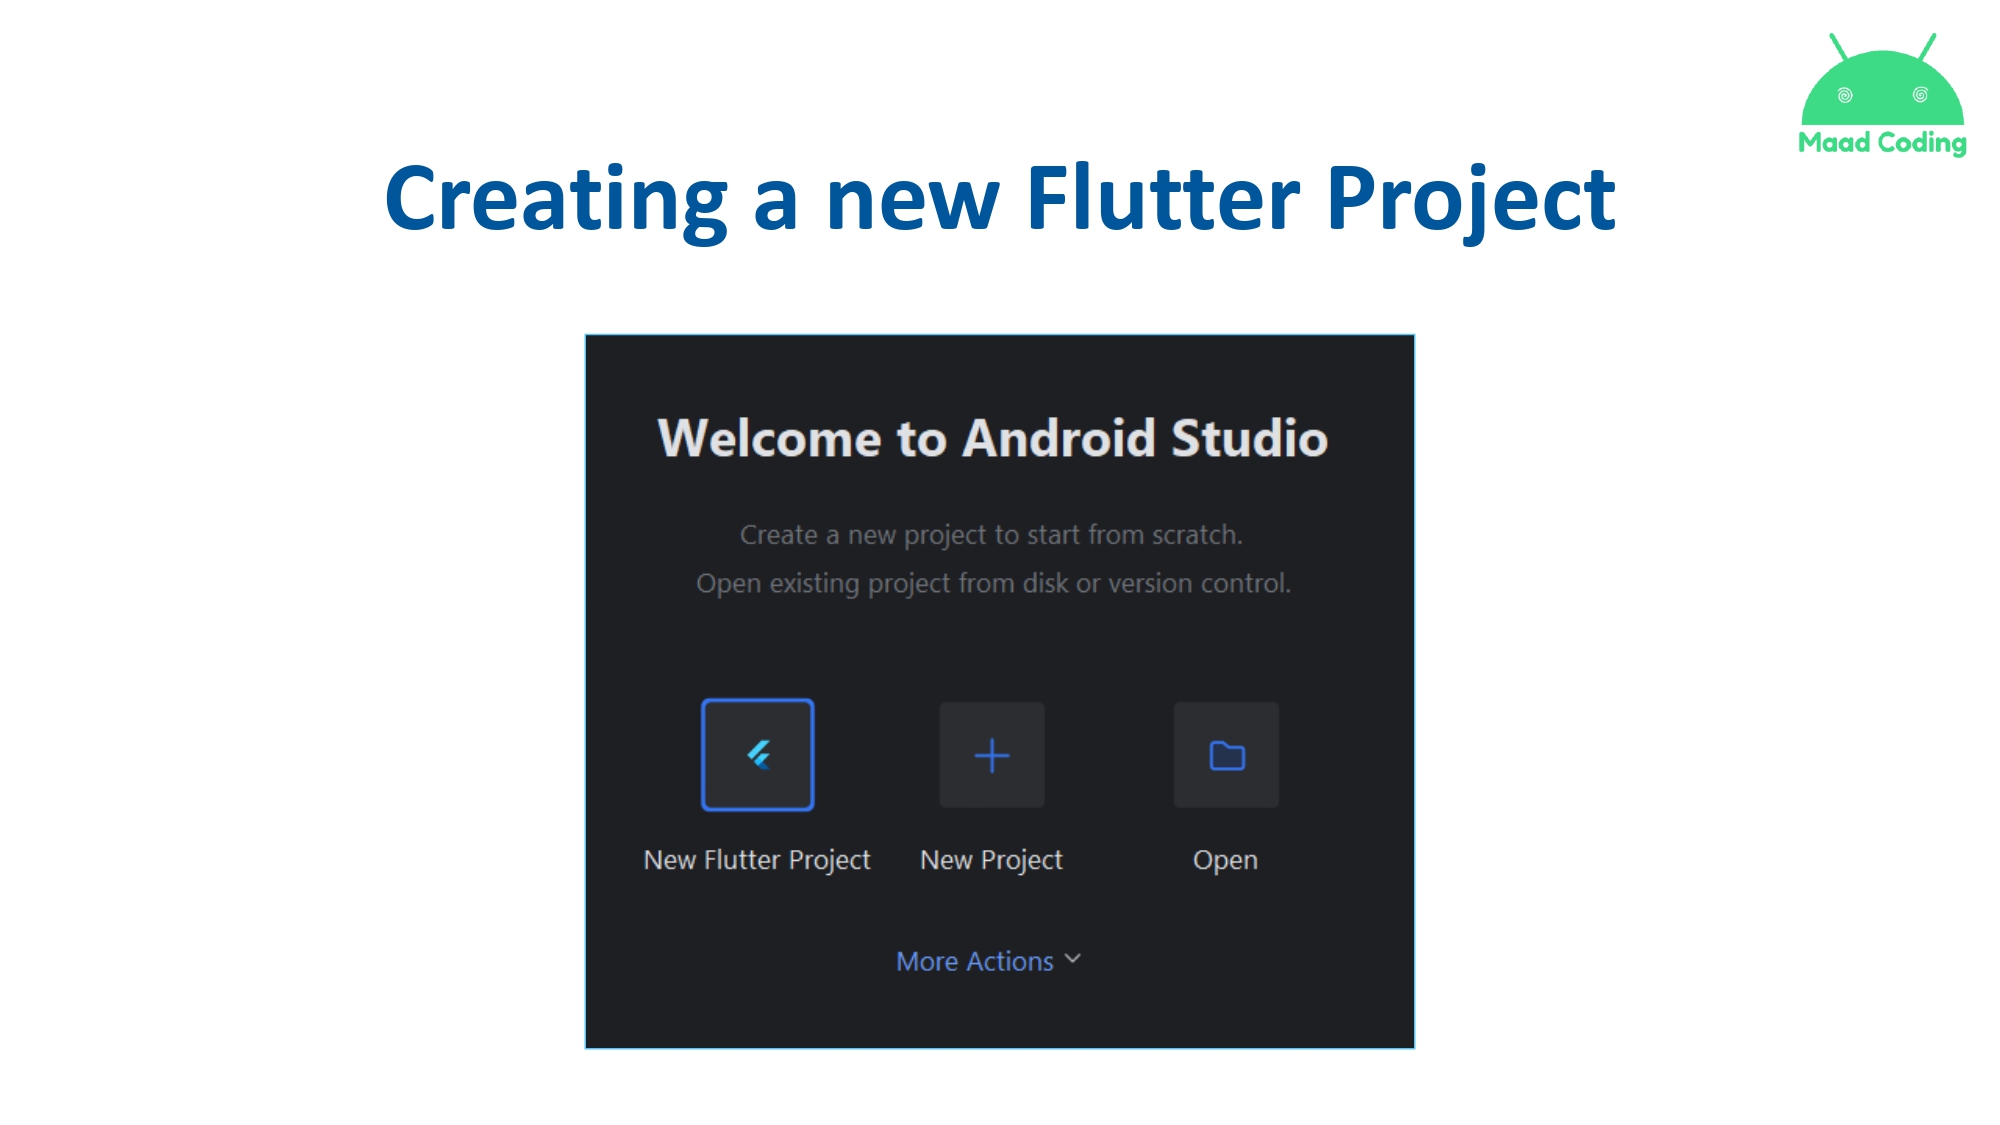 Maad Coding
Creating a new Flutter Project
Welcome to Android Studio
Create a new project to start from scratch.
Open existing project from disk or version control.
New Flutter Project
New Project
Open
More Actions